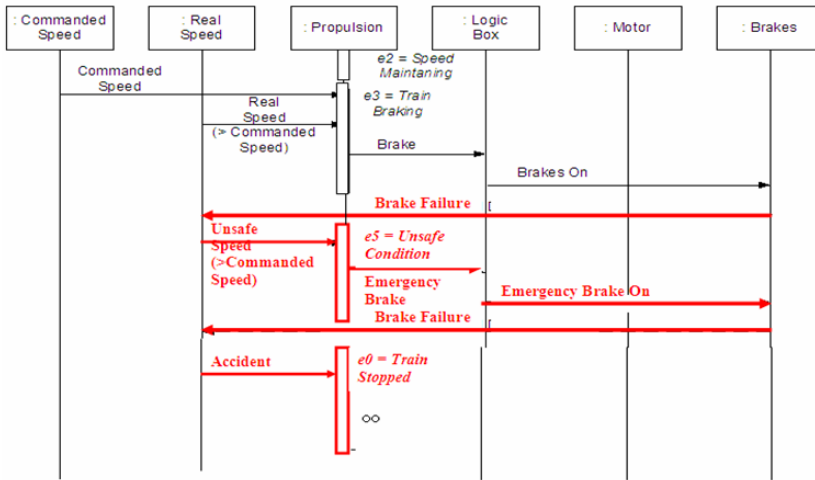 : Commanded
Speed
: Real
Speed
: Propulsion
: Logic
Box
: Motor
: Brakes
e2 = Speed
Maintaning
Commanded
Speed
e3 = Train
Braking
Real
Speed
(> Commanded
Speed)
Brake
Brakes On
Brake Failure
Unsafe
Speed
(>Commanded
Speed)
e5 = Unsafe
Condition
Emergency
Brake
Emergency Brake On
Brake Failure
Accident
e0 = Train
Stopped
∞